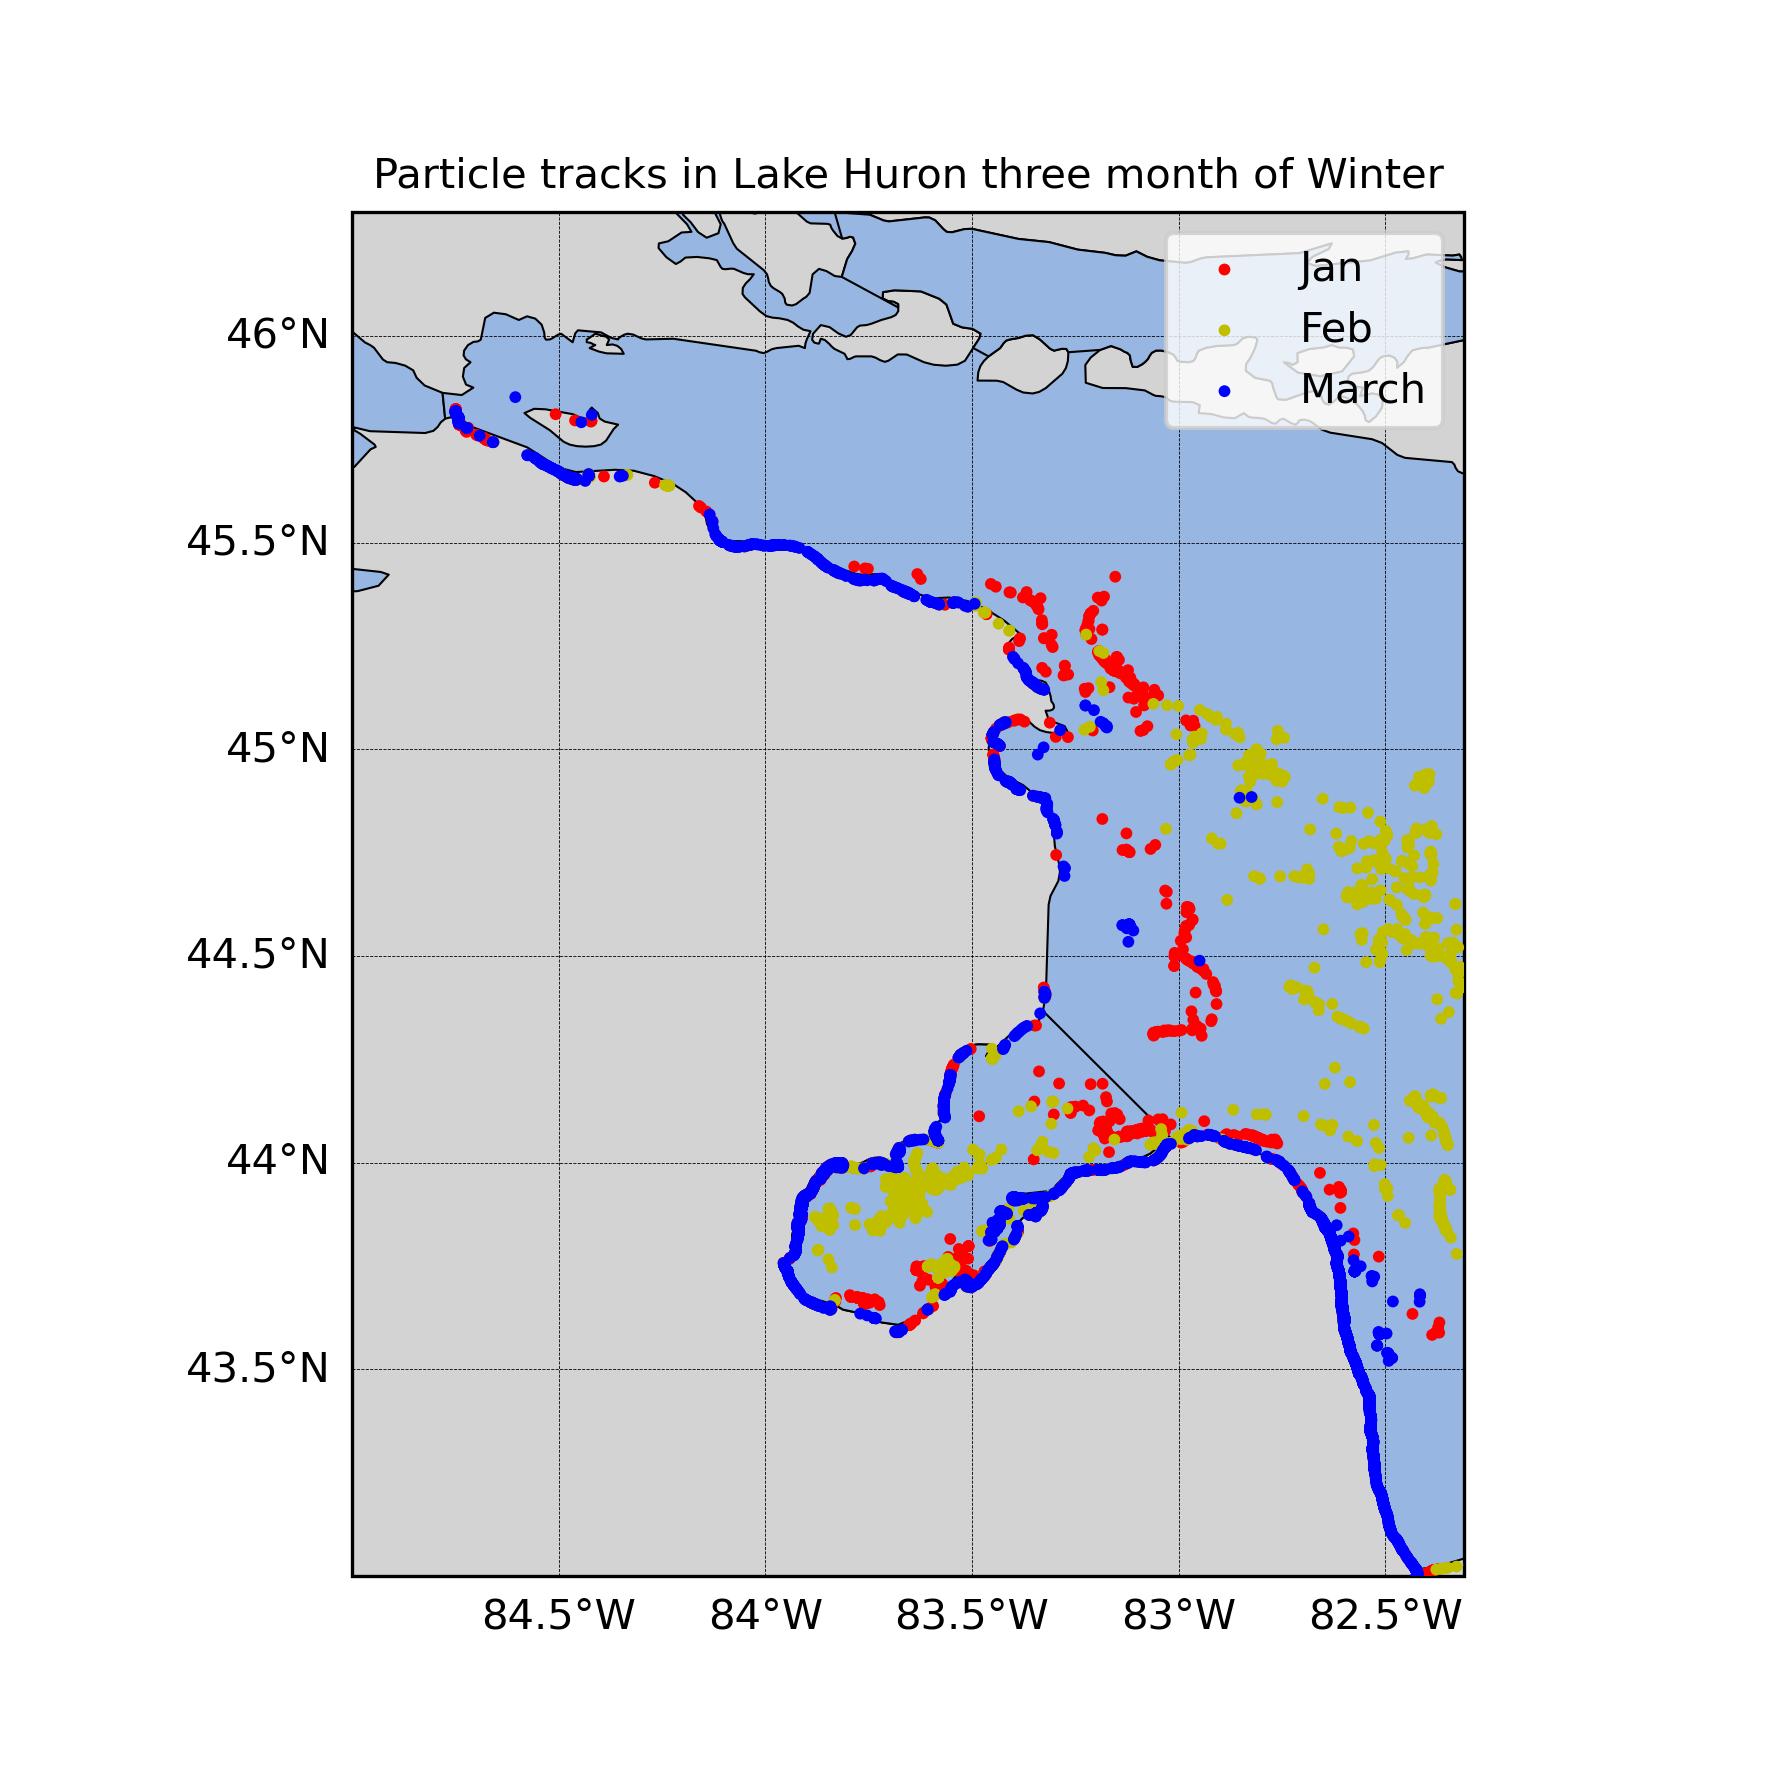 Particle tracks in Lake Huron three month of Winter
Jan
Feb
March
46°N
45.5°N
45°N
44.5°N
44°N
43.5°N
84.5°W 84°W 83.5°W 83°W 82.5°W